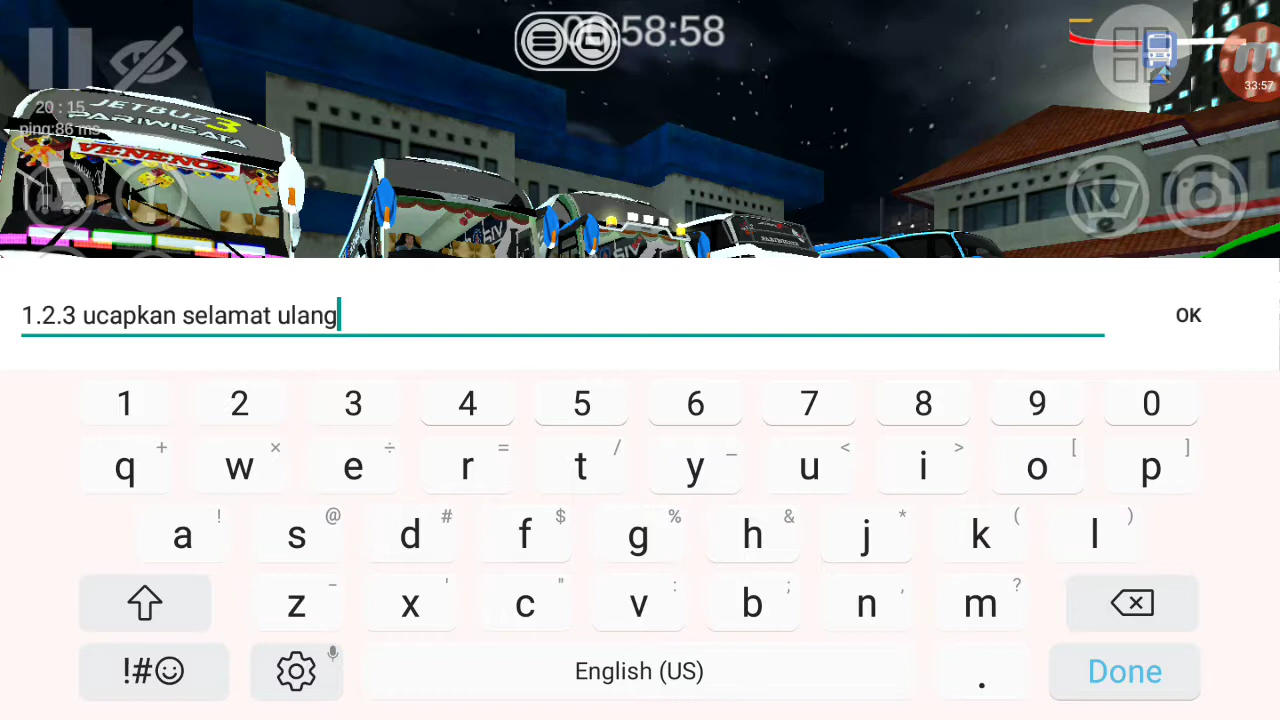 :58:58
33:57
20 : 15
ping:86 ms
JETBUZ 3
PARIWISATA
VENENO
PARIWISATA
1.2.3 ucapkan selamat ulang
OK
1 2 3 4 5 6 7 8 9 0
+ × ÷ = / _ < > [ ]
q w e r t y u i o p
! @ # $ % & * ( )
a s d f g h j k l
- ' " : ; , ?
z x c v b n m
!#☺ English (US) . Done